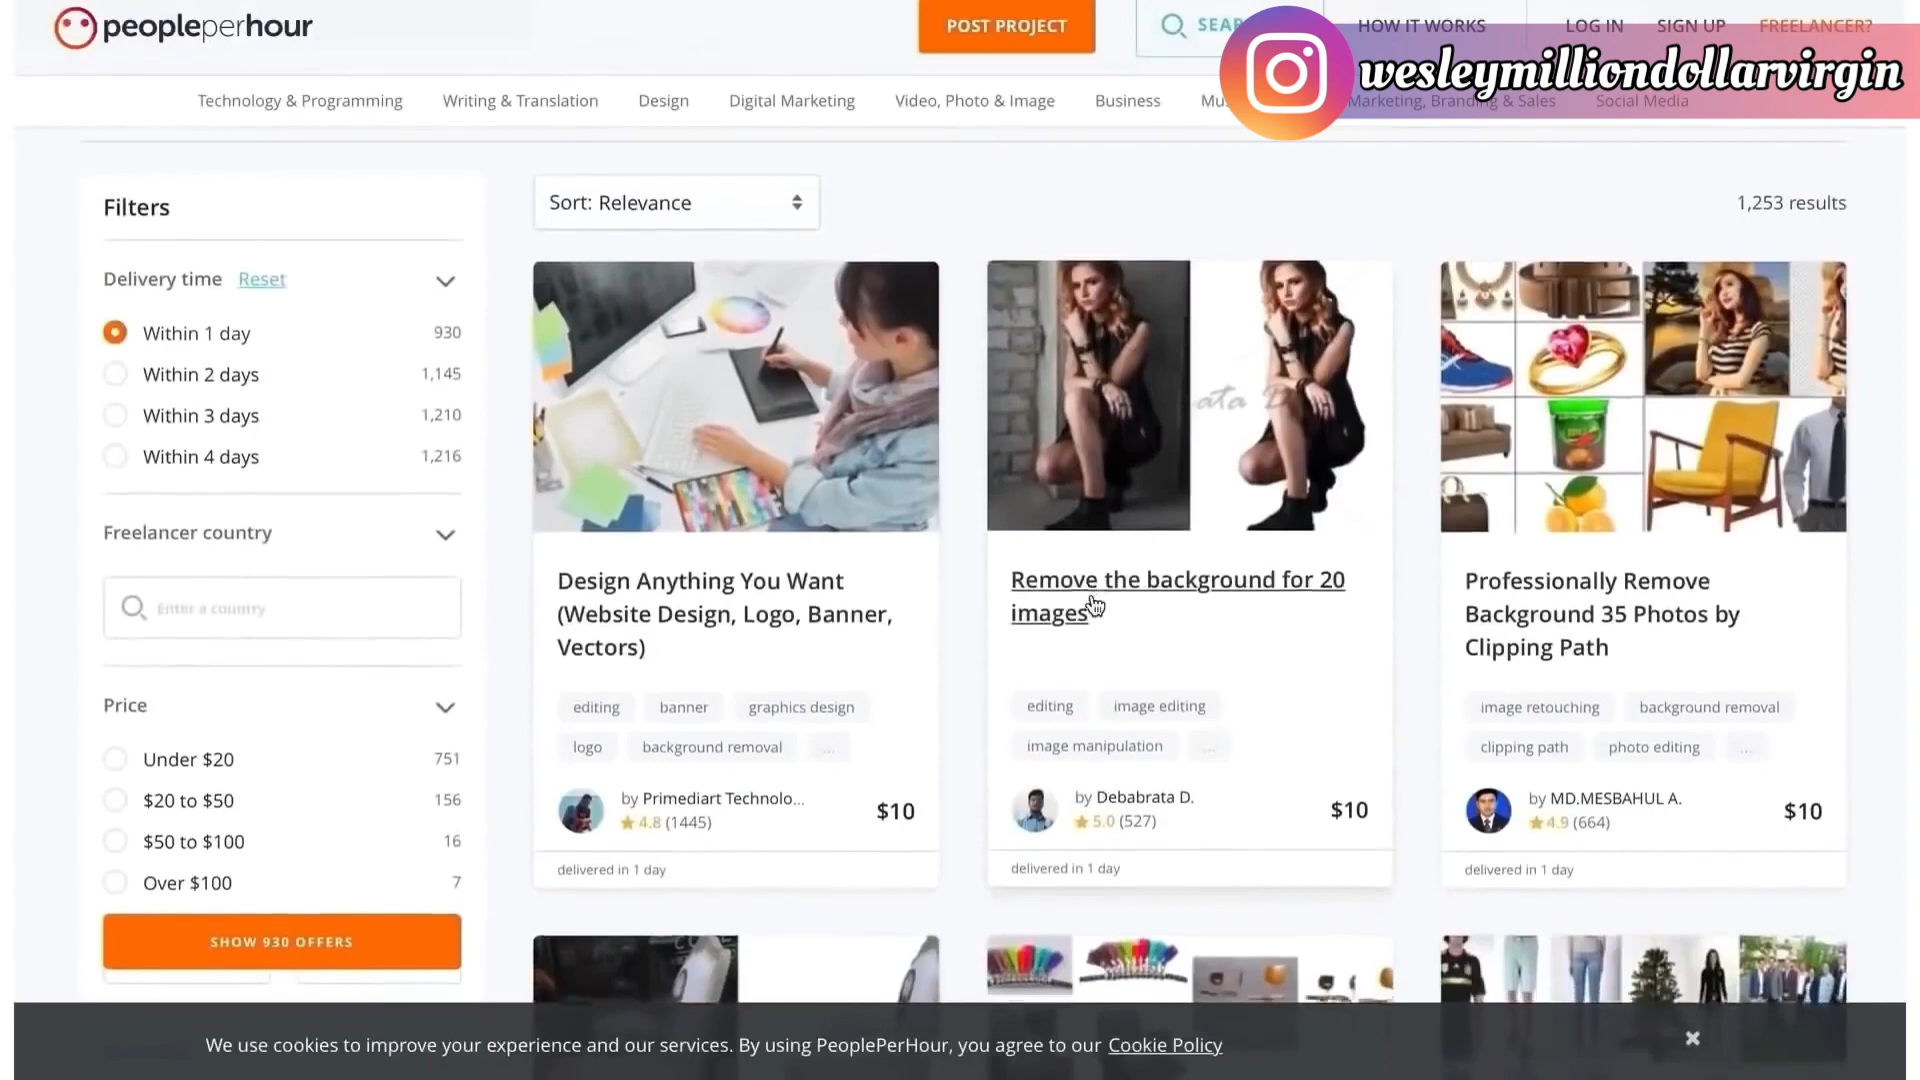 peopleperhour
POST PROJECT
SEAR
HOW IT WORKS
LOG IN
SIGN UP
FREELANCER?
wesleymilliondollarvirgin
Technology & Programming
Writing & Translation
Design
Digital Marketing
Video, Photo & Image
Business
Mu
Marketing, Branding & Sales
Social Media
Filters
Sort: Relevance
1,253 results
Delivery time Reset
Within 1 day 930
Within 2 days 1,145
Within 3 days 1,210
Within 4 days 1,216
Freelancer country
Enter a country
Price
Under $20 751
$20 to $50 156
$50 to $100 16
Over $100 7
SHOW 930 OFFERS
Design Anything You Want
(Website Design, Logo, Banner,
Vectors)
editing banner graphics design
logo background removal ...
by Primediart Technolo...
4.8 (1445)
$10
delivered in 1 day
ata D
Remove the background for 20
images
editing image editing
image manipulation ...
by Debabrata D.
5.0 (527)
$10
delivered in 1 day
Professionally Remove
Background 35 Photos by
Clipping Path
image retouching background removal
clipping path photo editing ...
by MD.MESBAHUL A.
4.9 (664)
$10
delivered in 1 day
We use cookies to improve your experience and our services. By using PeoplePerHour, you agree to our Cookie Policy